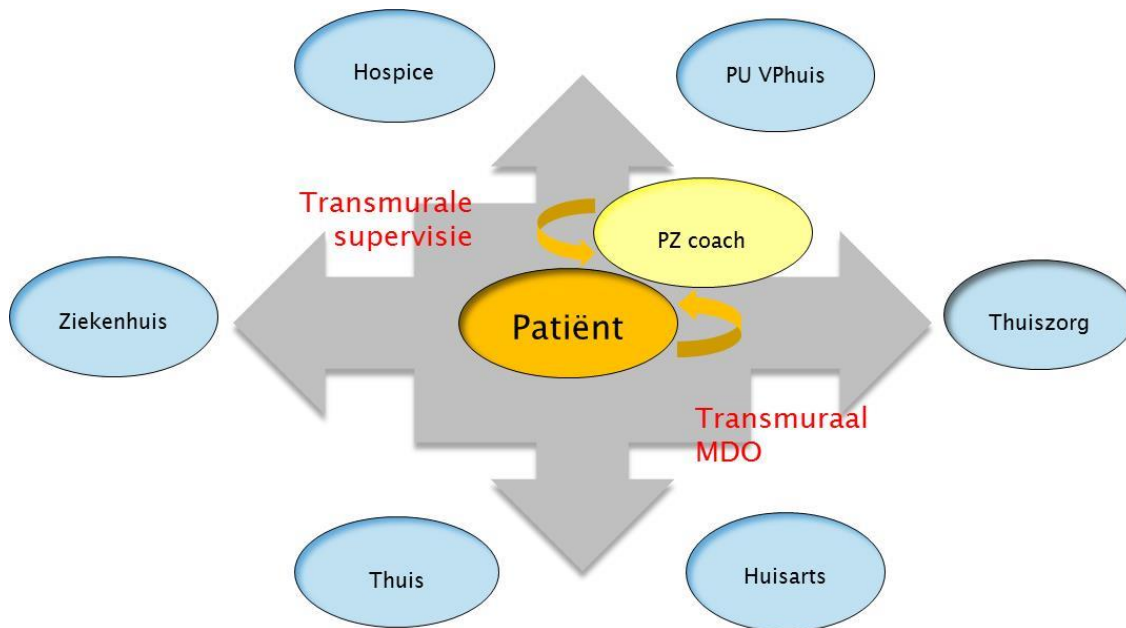 Hospice
PU VPhuis
Transmurale
supervisie
PZ coach
Ziekenhuis
Patiënt
Thuiszorg
Transmuraal
MDO
Thuis
Huisarts